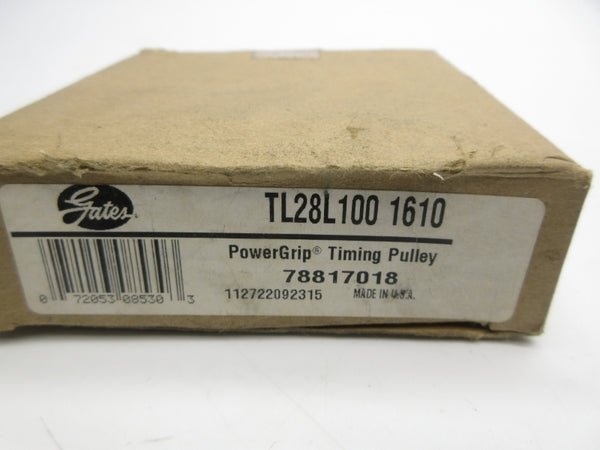 Gates
TL28L100 1610
PowerGrip® Timing Pulley
78817018
0 72053 08530 3
112722092315 MADE IN U.S.A.